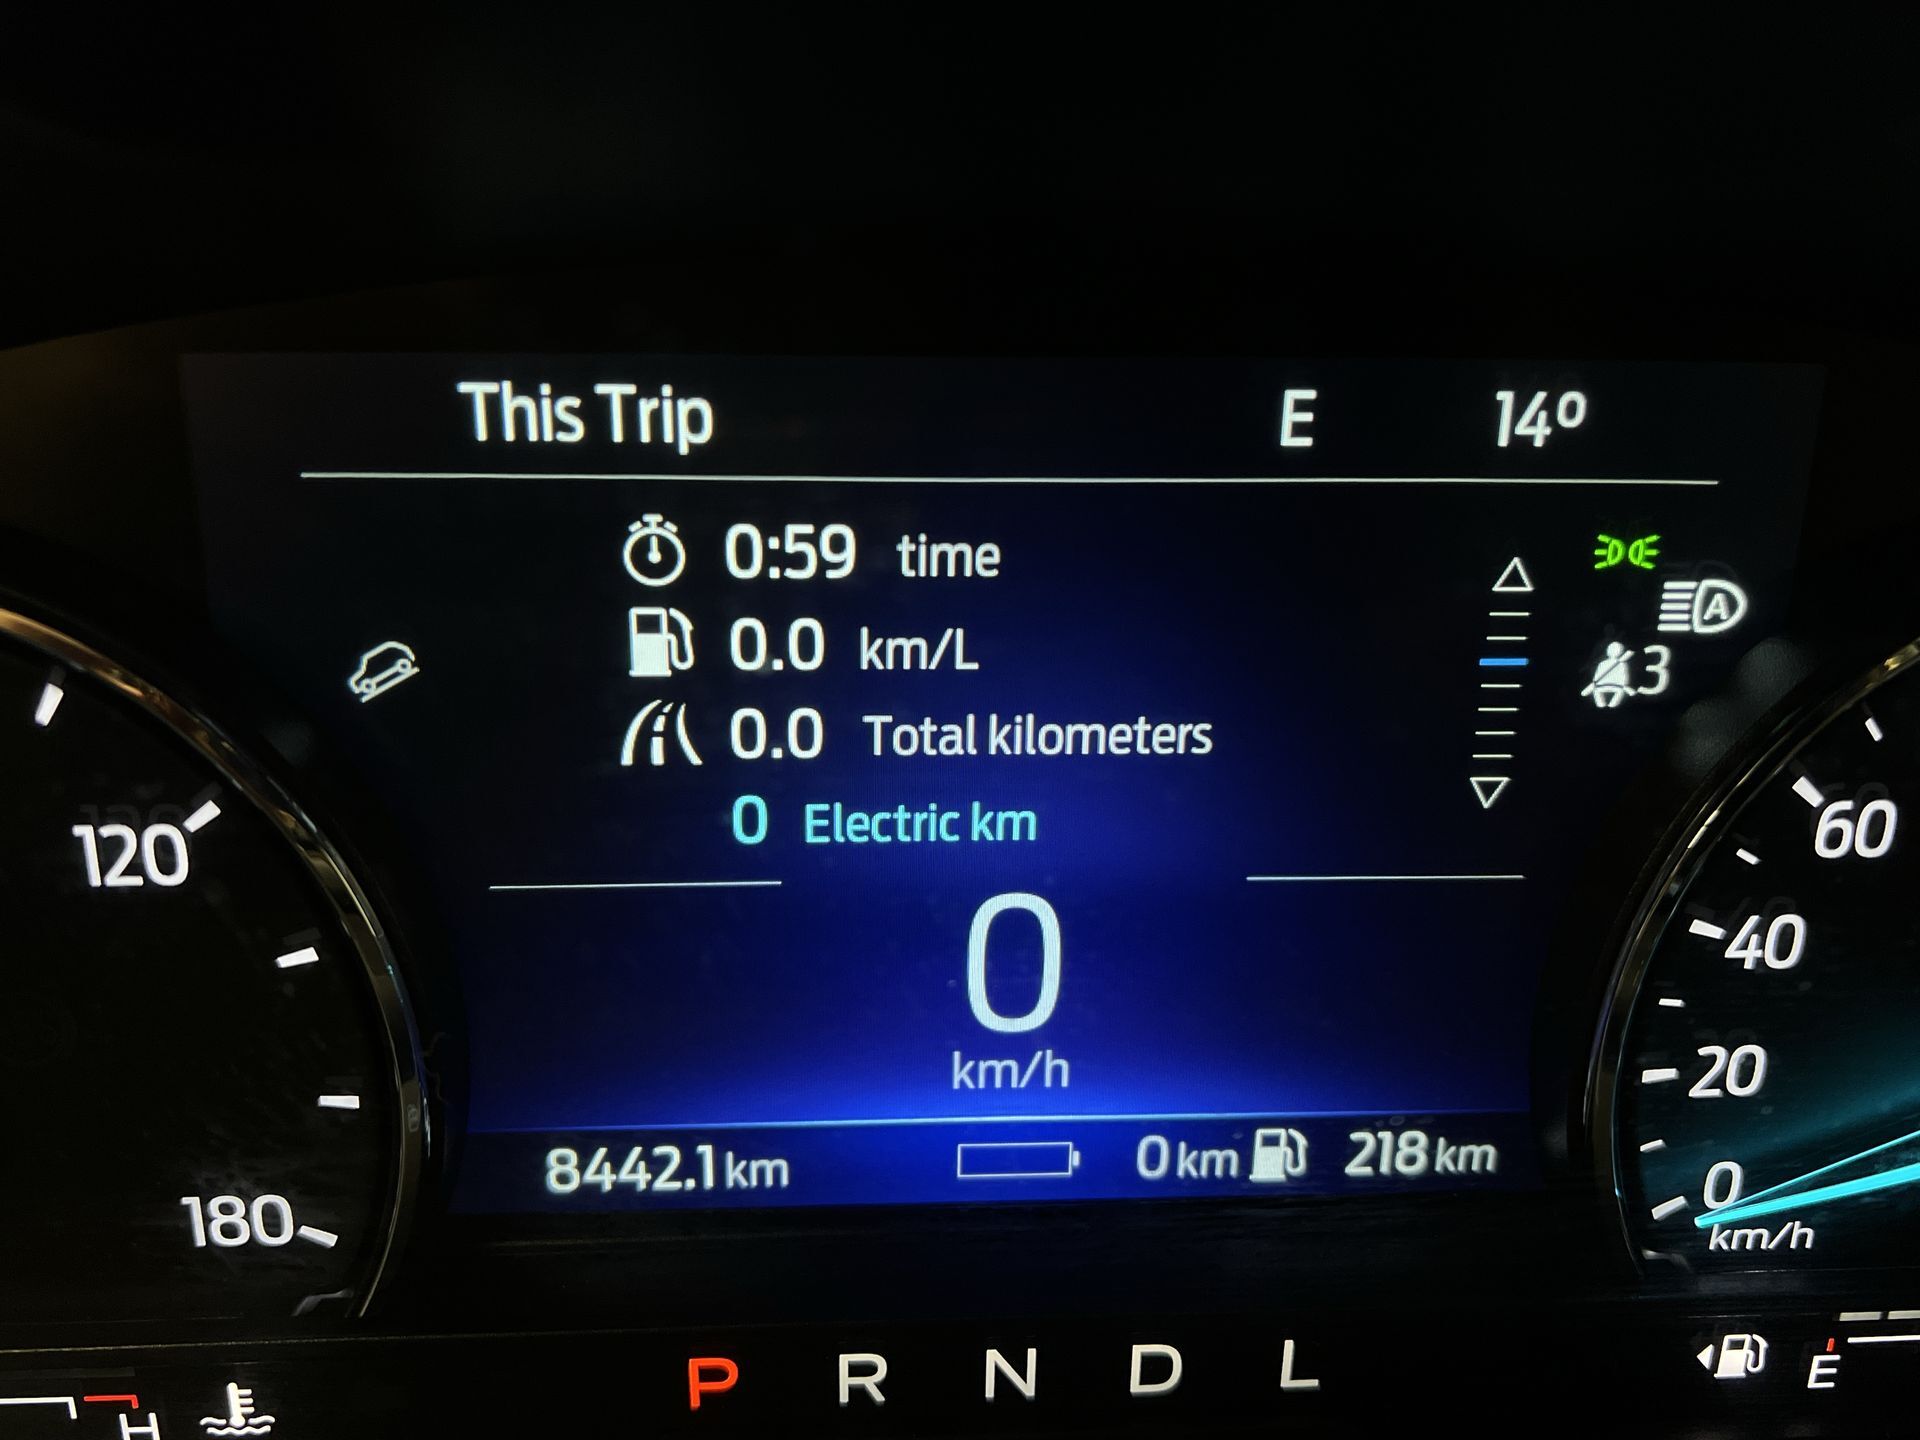 This Trip E 14°
0:59 time
0.0 km/L
0.0 Total kilometers
0 Electric km
A
3
0
km/h
8442.1 km 0 km 218 km
120
180
60
40
20
0
km/h
P R N D L
H
E